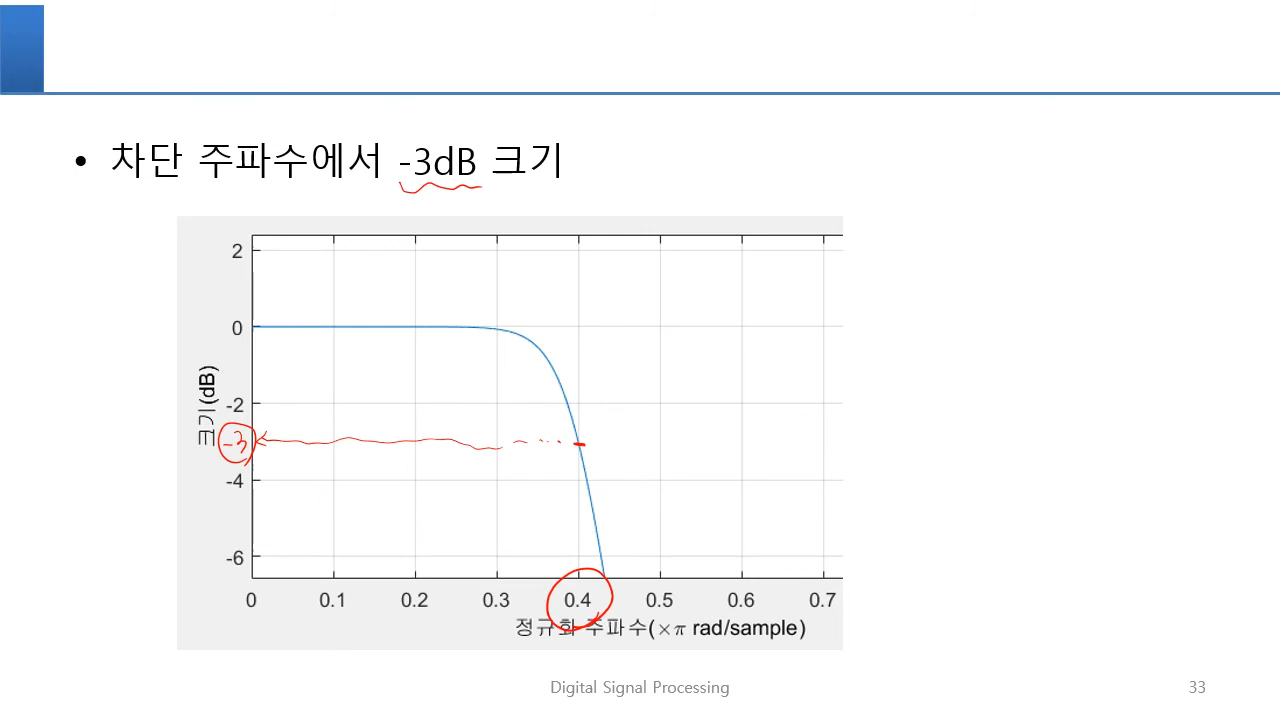 • 차단 주파수에서 -3dB 크기
2
0
-2
-3
-4
-6
크기(dB)
0 0.1 0.2 0.3 0.4 0.5 0.6 0.7
정규화 주파수(×π rad/sample)
Digital Signal Processing
33